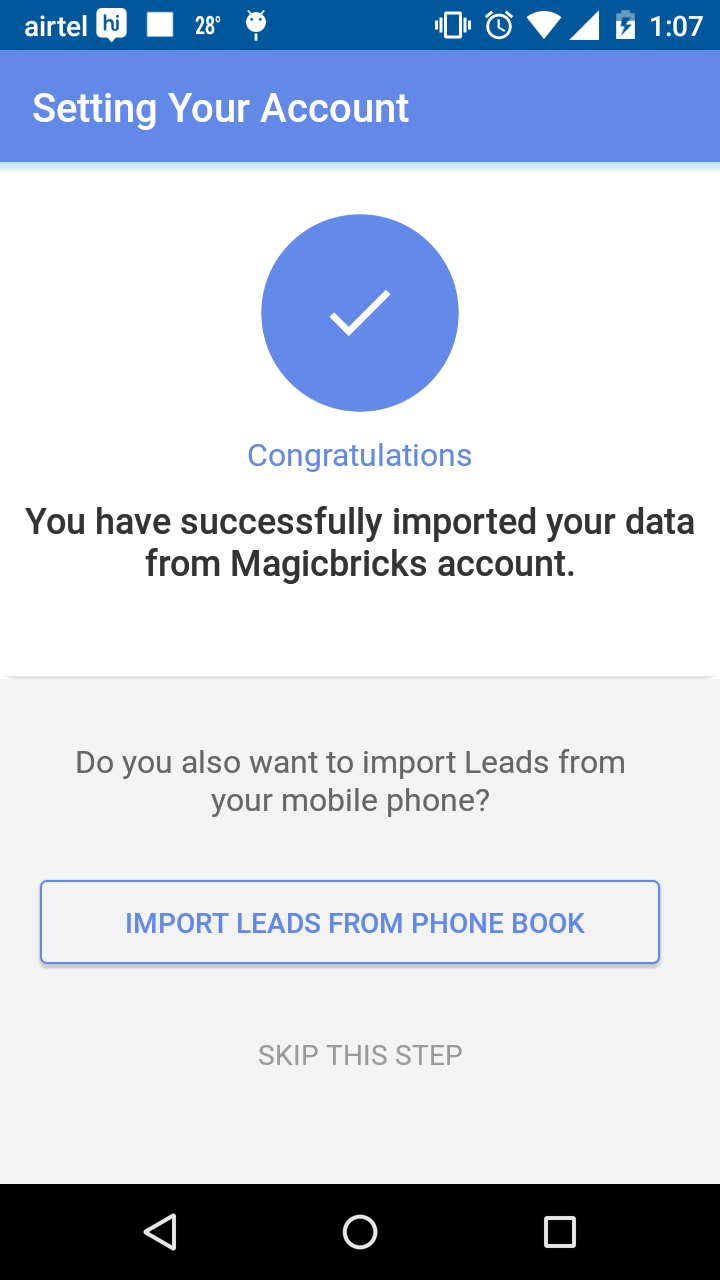 airtel hi 28° 1:07
Setting Your Account
Congratulations
You have successfully imported your data
from Magicbricks account.
Do you also want to import Leads from
your mobile phone?
IMPORT LEADS FROM PHONE BOOK
SKIP THIS STEP